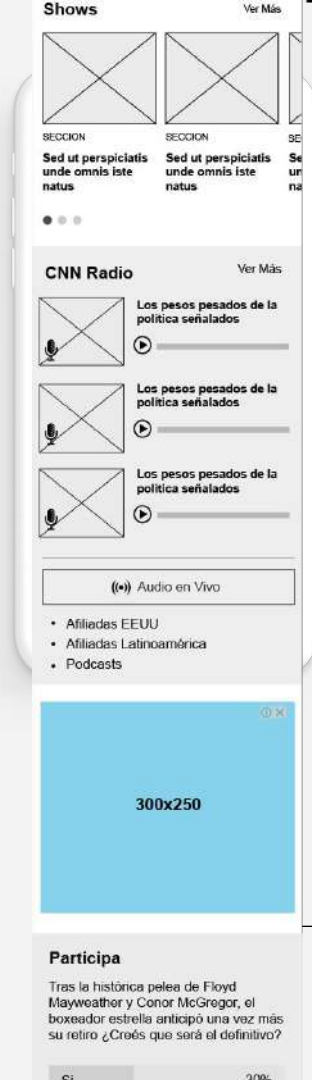 Shows Ver Más
SECCION SECCION SE
Sed ut perspiciatis Sed ut perspiciatis Se
unde omnis iste unde omnis iste un
natus natus na
CNN Radio Ver Más
Los pesos pesados de la
política señalados
Los pesos pesados de la
política señalados
Los pesos pesados de la
política señalados
Audio en Vivo
• Afiliadas EEUU
• Afiliadas Latinoamérica
• Podcasts
300x250
Participa
Tras la histórica pelea de Floyd
Mayweather y Conor McGregor, el
boxeador estrella anticipó una vez más
su retiro ¿Creés que será el definitivo?
Si 20%